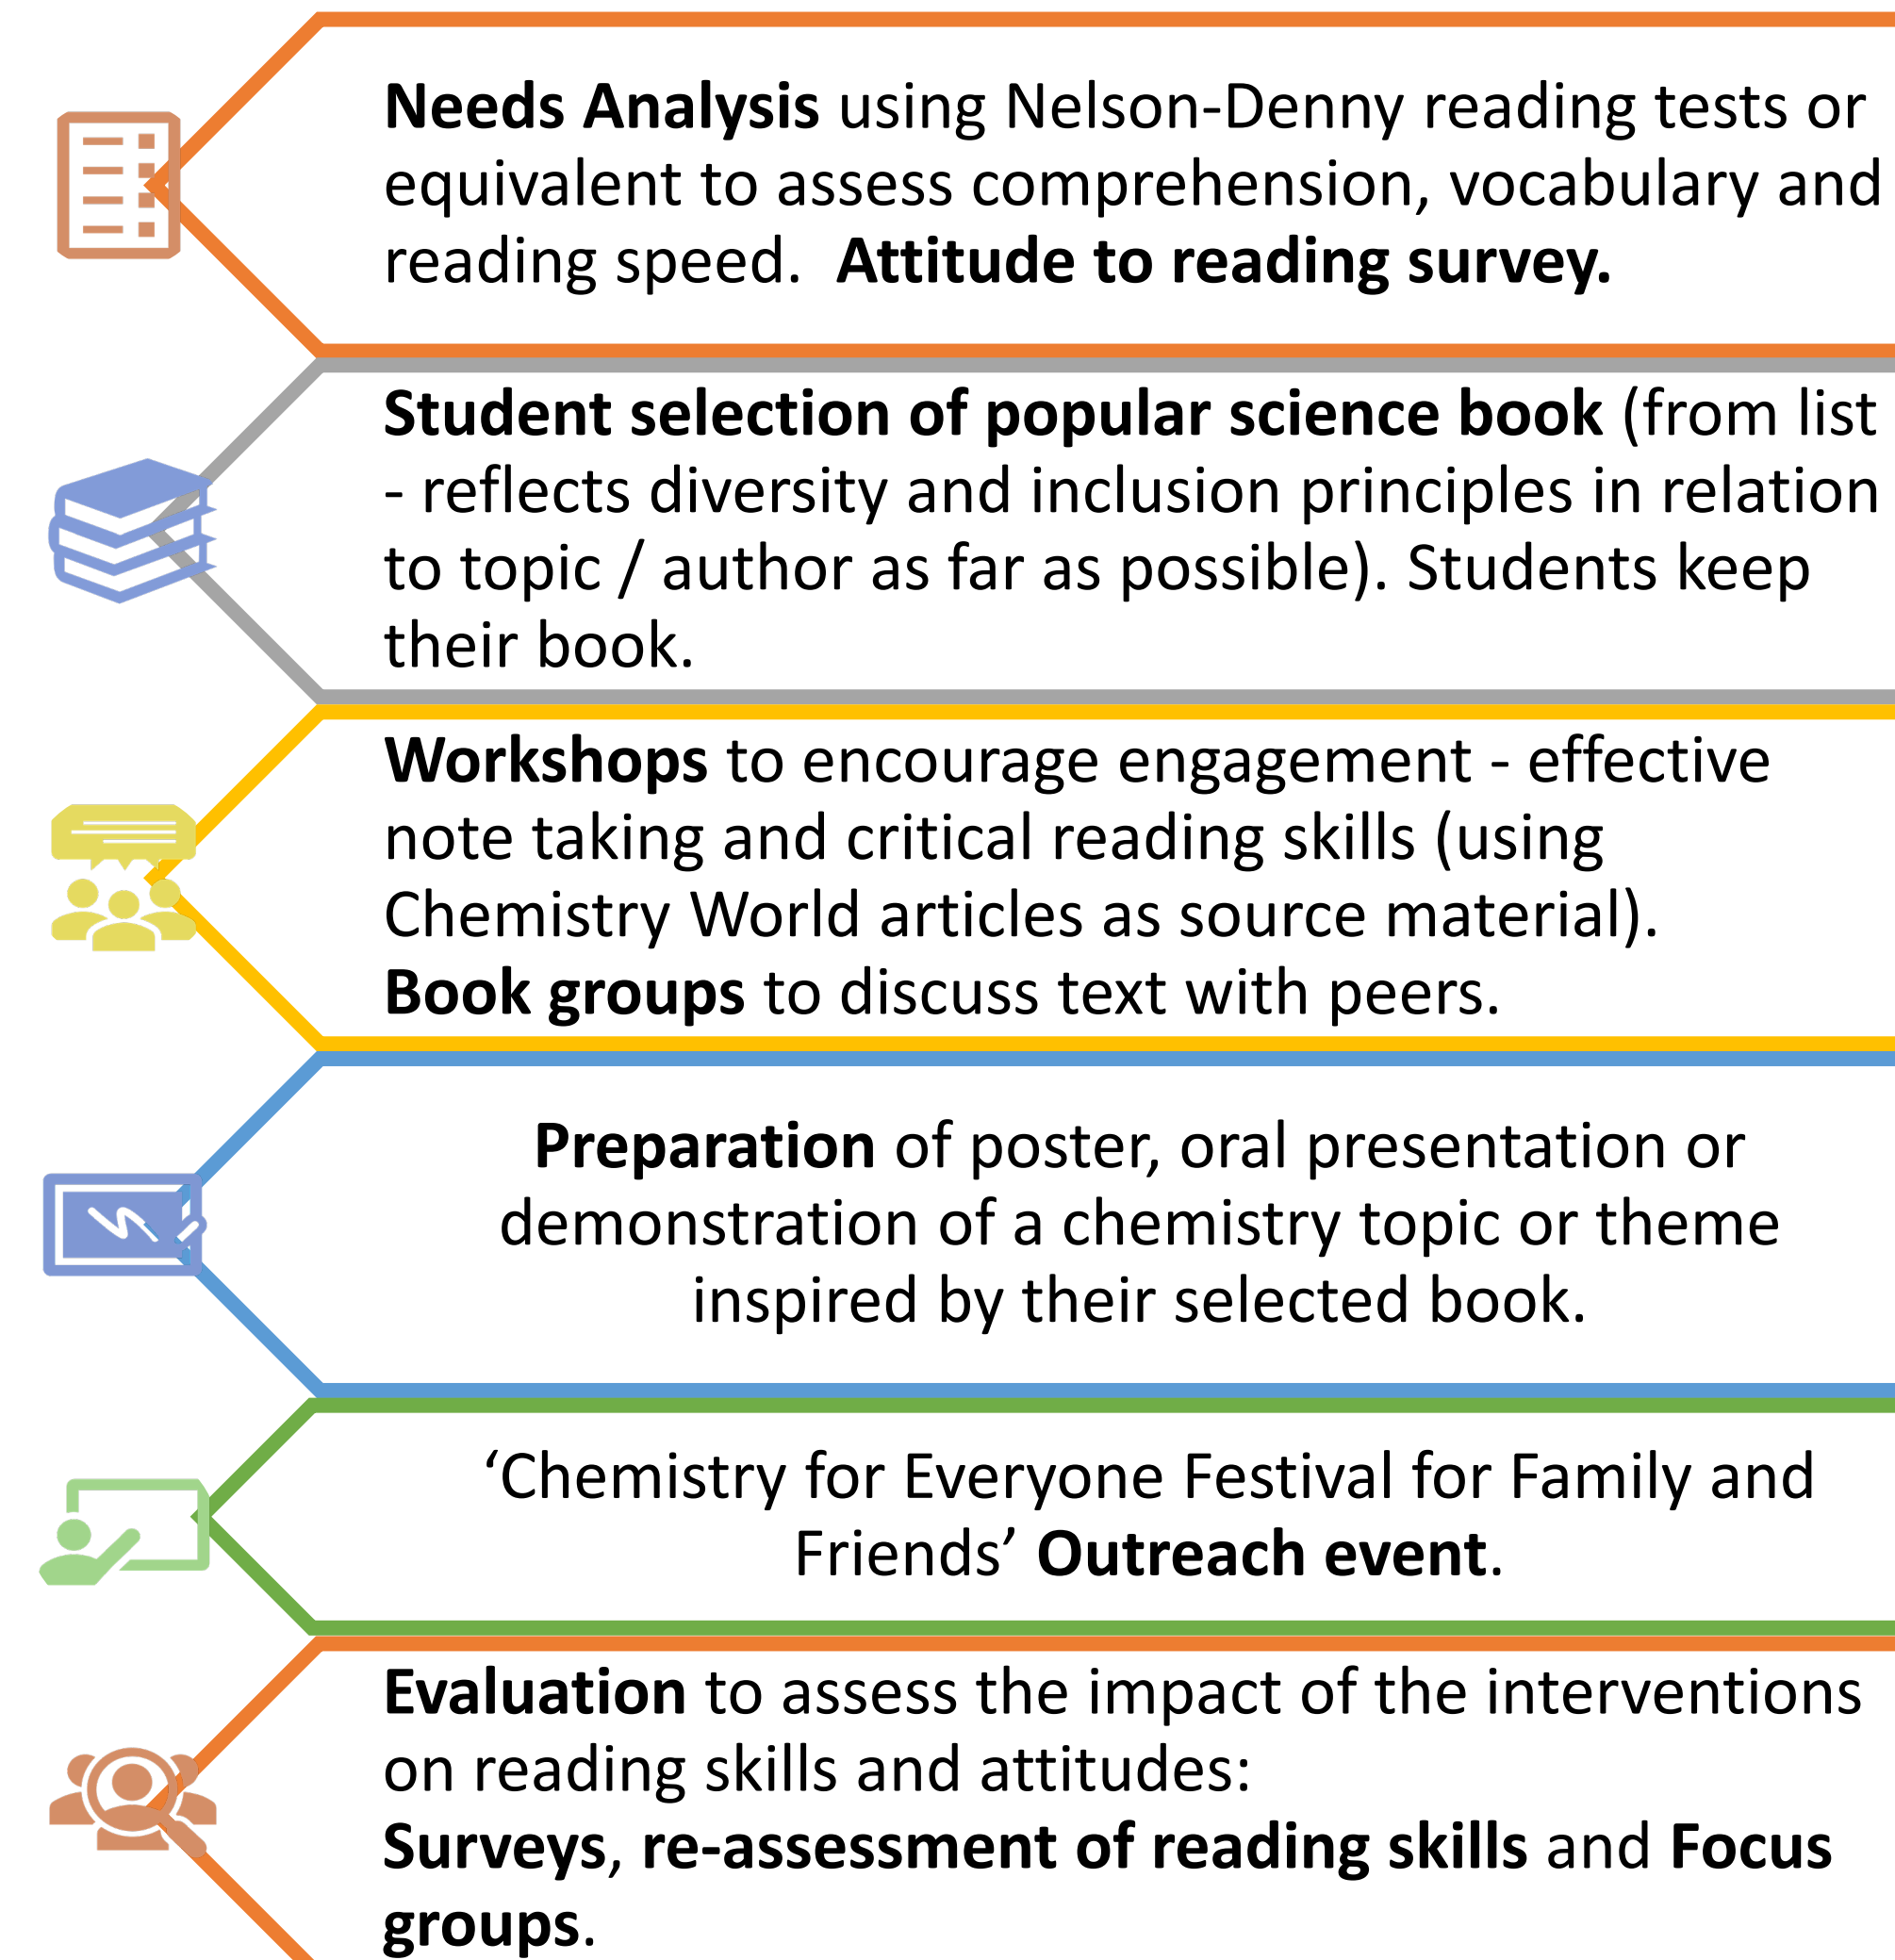 Needs Analysis using Nelson-Denny reading tests or
equivalent to assess comprehension, vocabulary and
reading speed.  Attitude to reading survey.
Student selection of popular science book (from list
- reflects diversity and inclusion principles in relation
to topic / author as far as possible). Students keep
their book.
Workshops to encourage engagement - effective
note taking and critical reading skills (using
Chemistry World articles as source material).
Book groups to discuss text with peers.
Preparation of poster, oral presentation or
demonstration of a chemistry topic or theme
inspired by their selected book.
‘Chemistry for Everyone Festival for Family and
Friends’ Outreach event.
Evaluation to assess the impact of the interventions
on reading skills and attitudes:
Surveys, re-assessment of reading skills and Focus
groups.